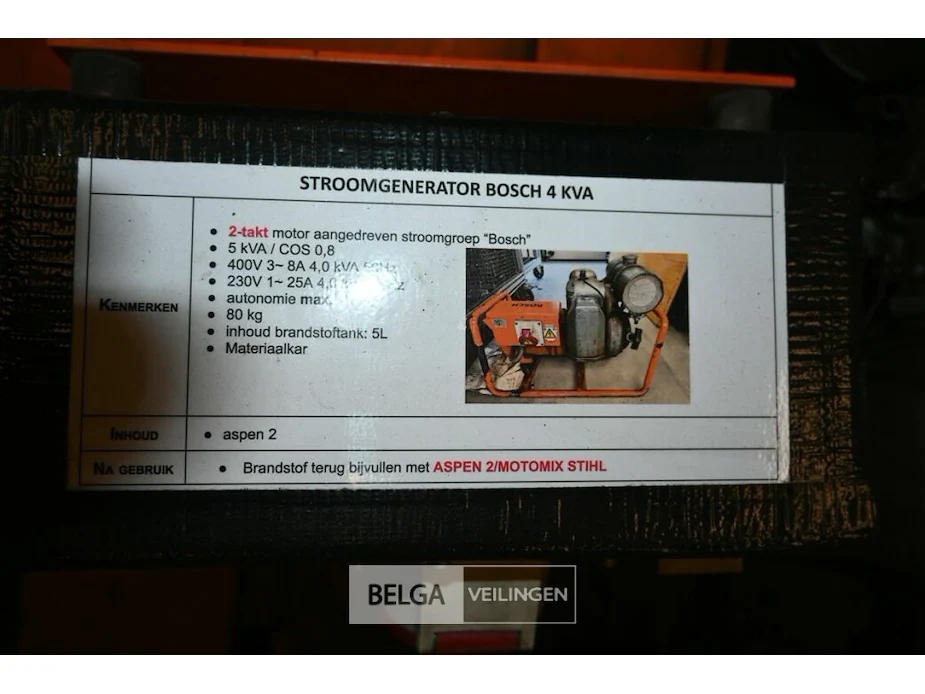 STROOMGENERATOR BOSCH 4 KVA
KENMERKEN
2-takt motor aangedreven stroomgroep "Bosch"
5 kVA / COS 0,8
400V 3~ 8A 4,0 kVA 50Hz
230V 1~ 25A 4,0
autonomie max.
80 kg
inhoud brandstoftank: 5L
Materiaalkar
BOSCH
INHOUD
aspen 2
NA GEBRUIK
Brandstof terug bijvullen met ASPEN 2/MOTOMIX STIHL
BELGA VEILINGEN